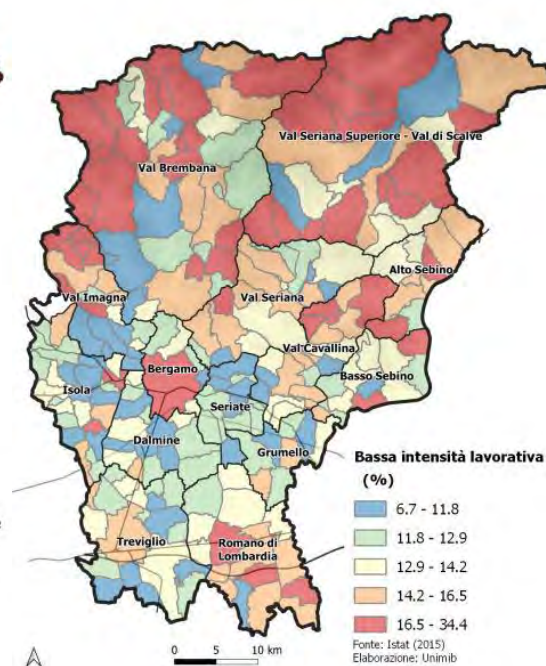 Val Seriana Superiore - Val di Scalve
Val Brembana
Alto Sebino
Val Imagna
Val Seriana
Val Cavallina
Bergamo
Basso Sebino
Isola
Seriate
Dalmine
Grumello
Treviglio
Romano di
Lombardia
Bassa intensità lavorativa
(%)
6.7 - 11.8
11.8 - 12.9
12.9 - 14.2
14.2 - 16.5
16.5 - 34.4
0 5 10 km
Fonte: Istat (2015)
Elaborazione: Unimib